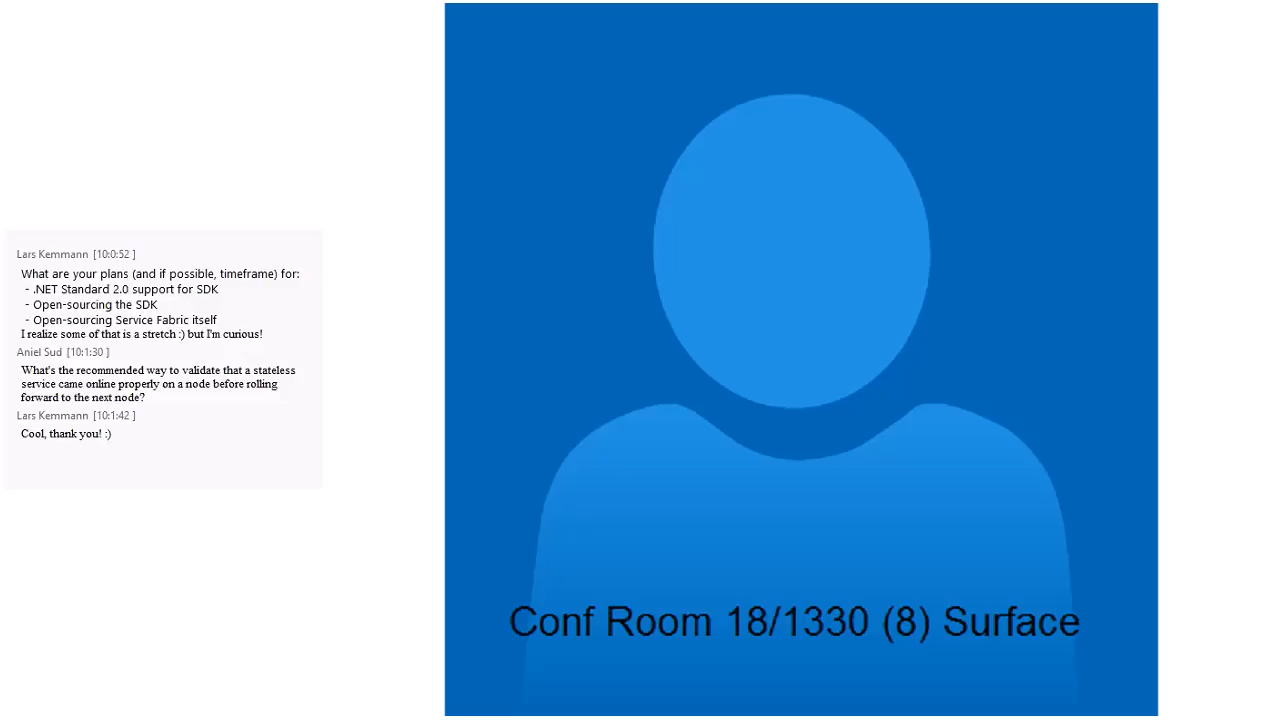 Lars Kemmann [10:0:52 ]
What are your plans (and if possible, timeframe) for:
- .NET Standard 2.0 support for SDK
- Open-sourcing the SDK
- Open-sourcing Service Fabric itself
I realize some of that is a stretch :) but I'm curious!
Aniel Sud [10:1:30 ]
What's the recommended way to validate that a stateless
service came online properly on a node before rolling
forward to the next node?
Lars Kemmann [10:1:42 ]
Cool, thank you! :)
Conf Room 18/1330 (8) Surface